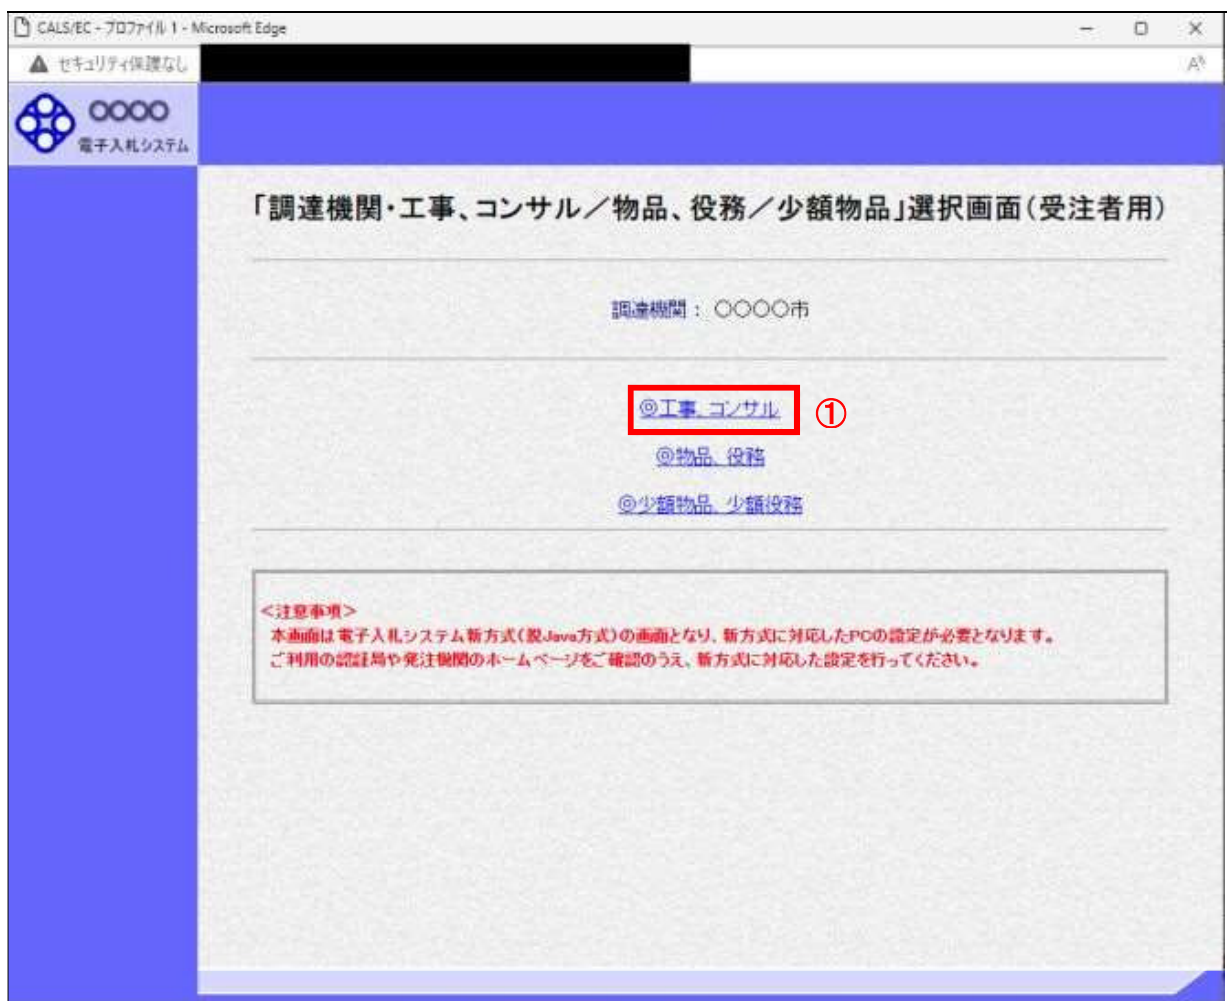 CALS/EC - プロファイル 1 - Microsoft Edge
セキュリティ保護なし
〇〇〇〇
電子入札システム
「調達機関・工事、コンサル／物品、役務／少額物品」選択画面（受注者用）
調達機関： 〇〇〇〇市
◎工事、コンサル
①
◎物品、役務
◎少額物品、少額役務
＜注意事項＞
本画面は電子入札システム新方式（脱Java方式）の画面となり、新方式に対応したPCの設定が必要となります。
ご利用の認証局や発注機関のホームページをご確認のうえ、新方式に対応した設定を行ってください。